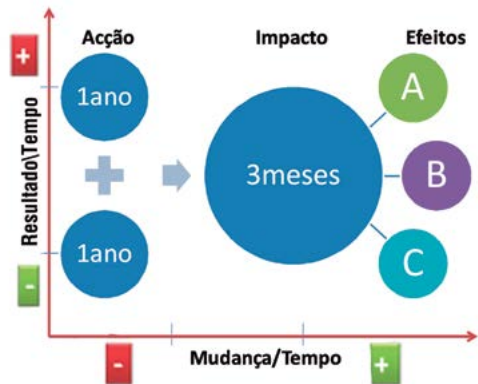 Acção
Impacto
Efeitos
+
1ano
A
Resultado\Tempo
3meses
B
1ano
C
-
-
Mudança/Tempo
+